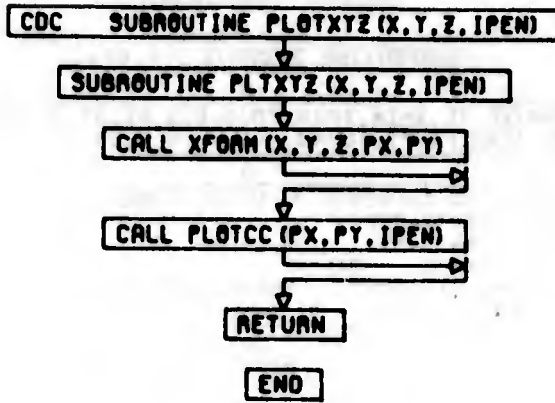 CDC SUBROUTINE PLOTXYZ(X,Y,Z,IPEN)
SUBROUTINE PLTXYZ(X,Y,Z,IPEN)
CALL XFORM(X,Y,Z,PX,PY)
CALL PLOTCC(PX,PY,IPEN)
RETURN
END